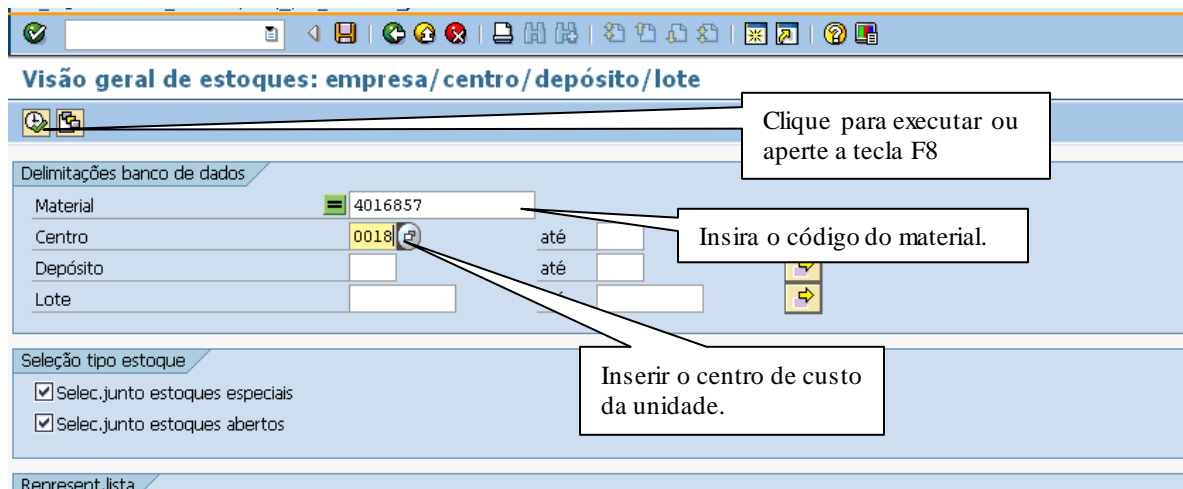 Visão geral de estoques: empresa/centro/depósito/lote
Clique para executar ou
aperte a tecla F8
Delimitações banco de dados
Material 4016857
Insira o código do material.
Centro 0018 até
Depósito até
Lote
Seleção tipo estoque
Inserir o centro de custo
da unidade.
Selec.junto estoques especiais
Selec.junto estoques abertos
Represent.lista